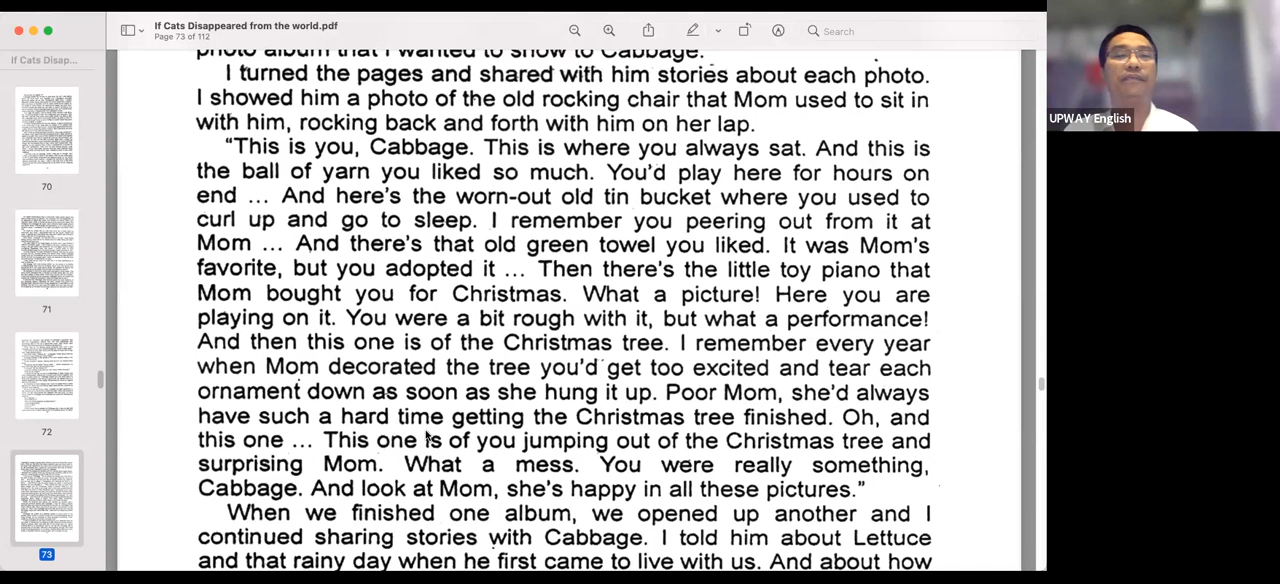 If Cats Disappeared from the world.pdf
Page 73 of 112
Search
If Cats Disap...
70
71
72
73
photo album that I wanted to show to Cabbage.
I turned the pages and shared with him stories about each photo.
I showed him a photo of the old rocking chair that Mom used to sit in
with him, rocking back and forth with him on her lap.
“This is you, Cabbage. This is where you always sat. And this is
the ball of yarn you liked so much. You’d play here for hours on
end ... And here’s the worn-out old tin bucket where you used to
curl up and go to sleep. I remember you peering out from it at
Mom ... And there’s that old green towel you liked. It was Mom’s
favorite, but you adopted it ... Then there’s the little toy piano that
Mom bought you for Christmas. What a picture! Here you are
playing on it. You were a bit rough with it, but what a performance!
And then this one is of the Christmas tree. I remember every year
when Mom decorated the tree you’d get too excited and tear each
ornament down as soon as she hung it up. Poor Mom, she’d always
have such a hard time getting the Christmas tree finished. Oh, and
this one ... This one is of you jumping out of the Christmas tree and
surprising Mom. What a mess. You were really something,
Cabbage. And look at Mom, she’s happy in all these pictures.”
When we finished one album, we opened up another and I
continued sharing stories with Cabbage. I told him about Lettuce
and that rainy day when he first came to live with us. And about how
UPWAY English